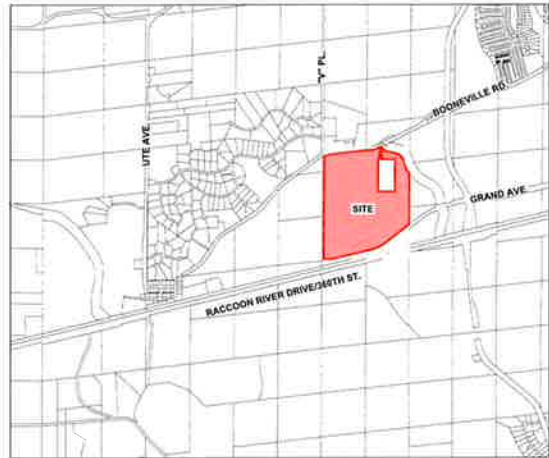 "V" PL.
UTE AVE.
BOONEVILLE RD.
SITE
GRAND AVE.
RACCOON RIVER DRIVE/360TH ST.